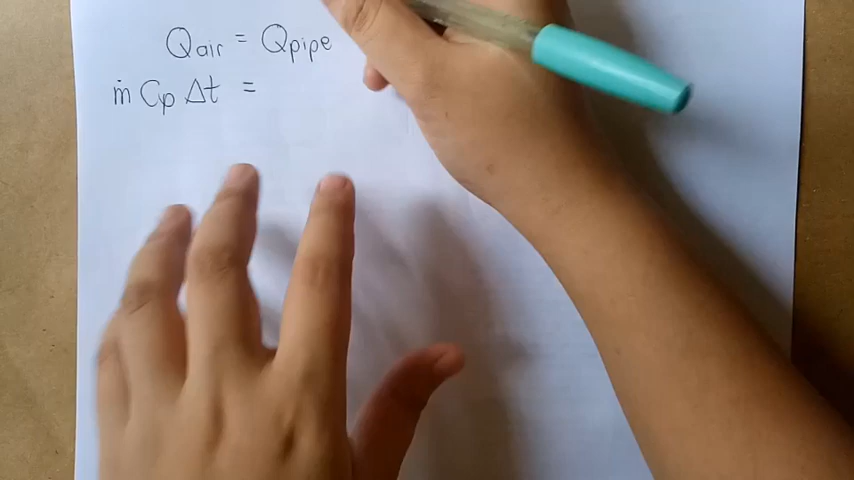 Qair = Qpipe
ṁ Cp Δt =